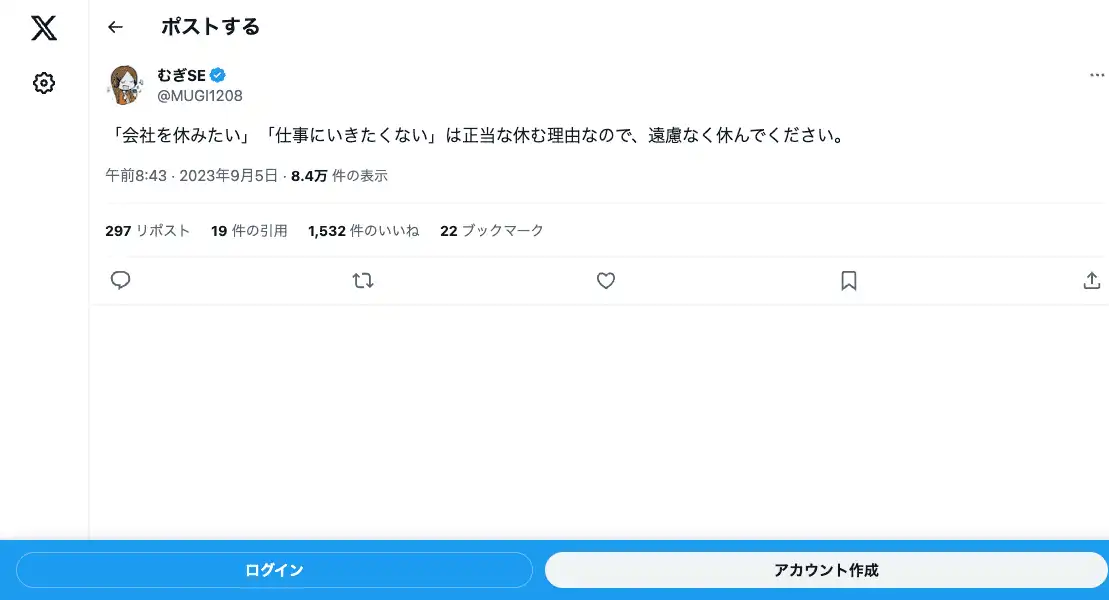 ポストする
むぎSE
@MUGI1208
「会社を休みたい」「仕事にいきたくない」は正当な休む理由なので、遠慮なく休んでください。
午前8:43 · 2023年9月5日 · 8.4万 件の表示
297 リポスト 19 件の引用 1,532 件のいいね 22 ブックマーク
ログイン アカウント作成